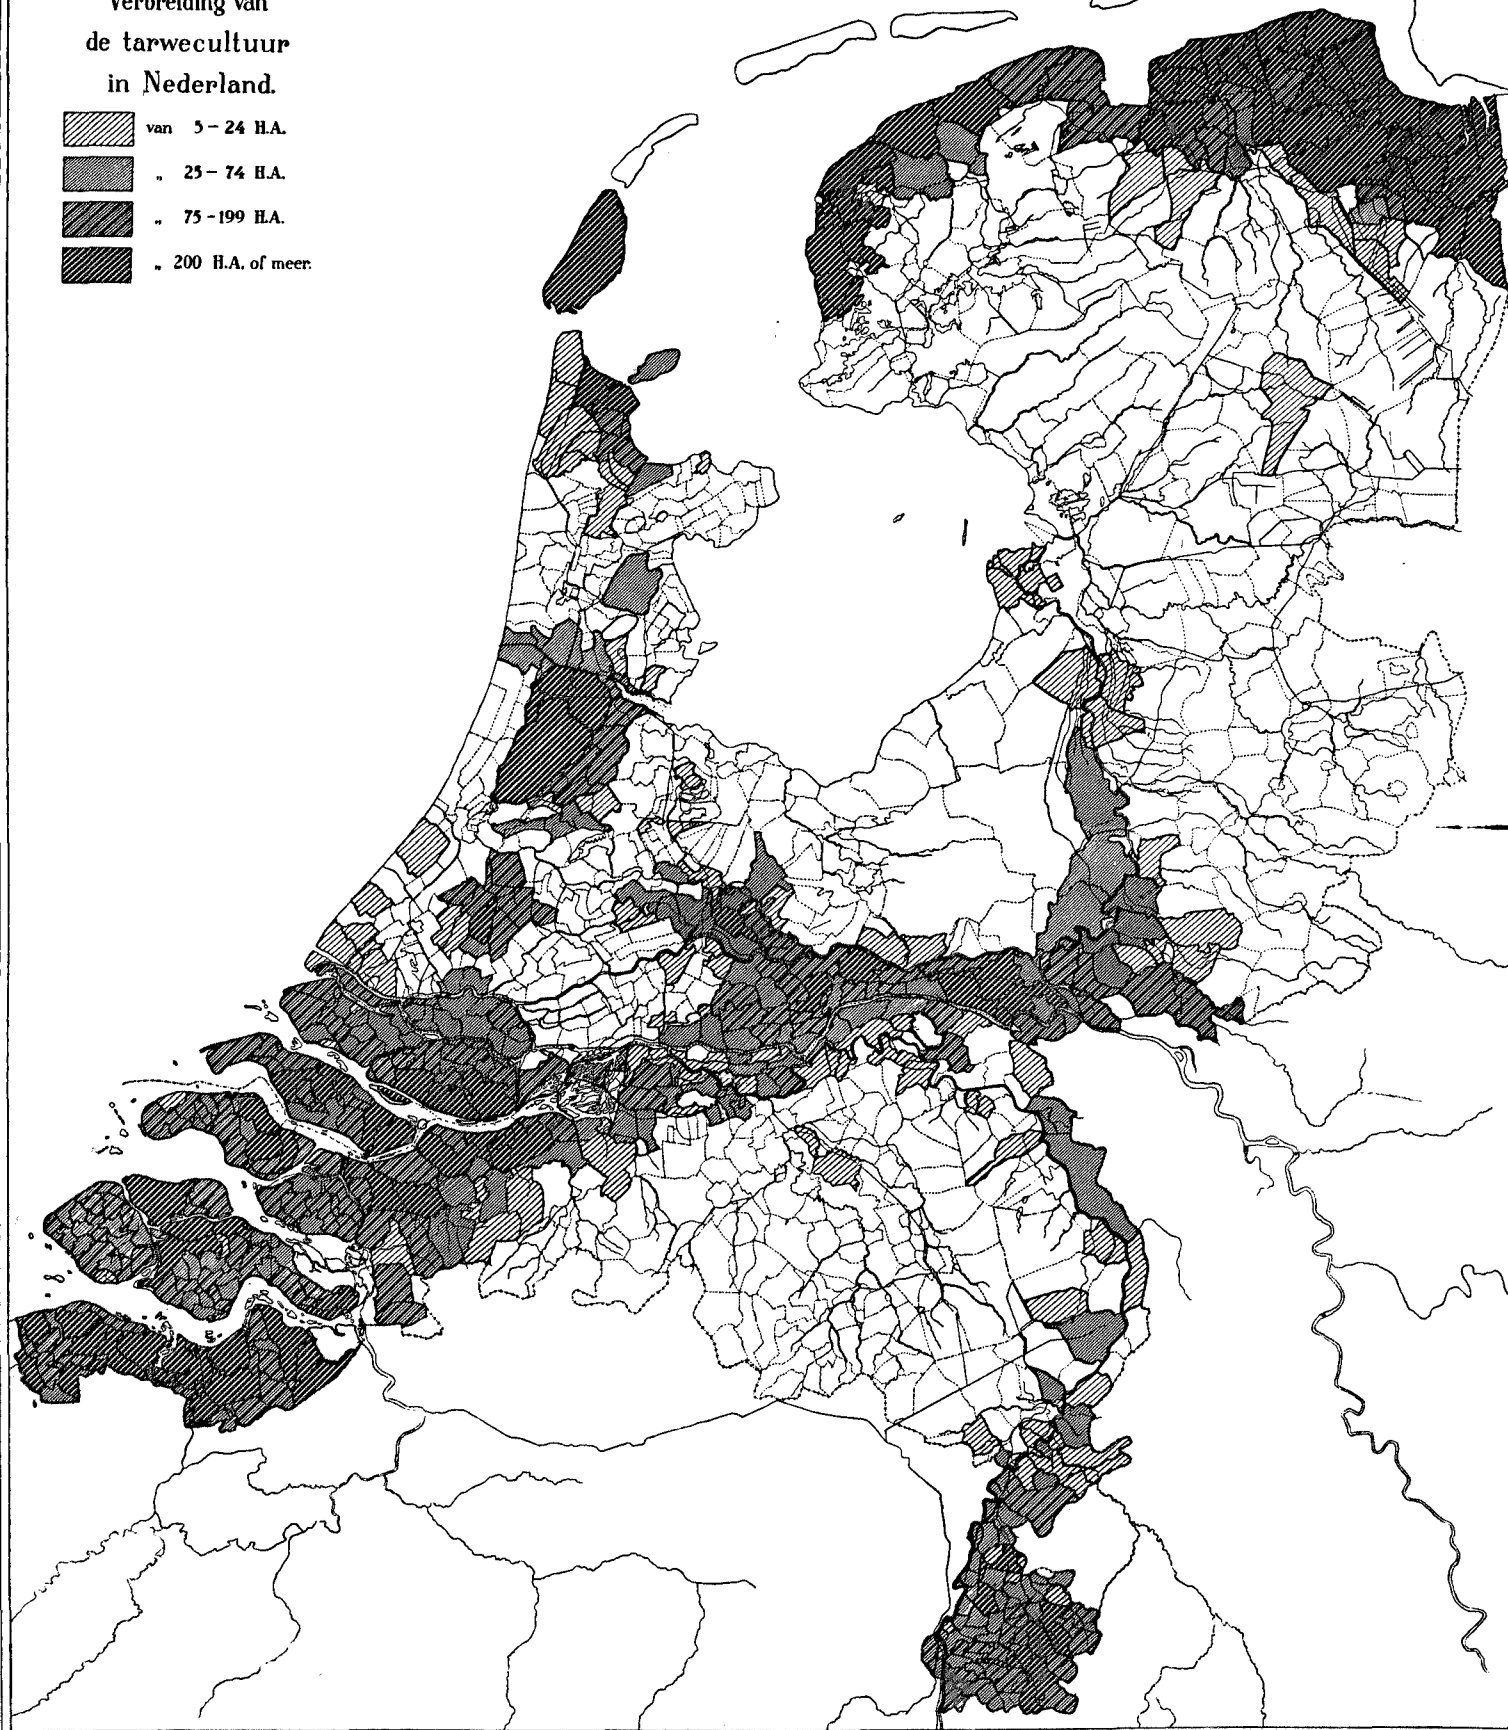 Verbreiding van
de tarwecultuur
in Nederland.
van 5 – 24 H.A.
„ 25 – 74 H.A.
„ 75 - 199 H.A.
„ 200 H.A. of meer.